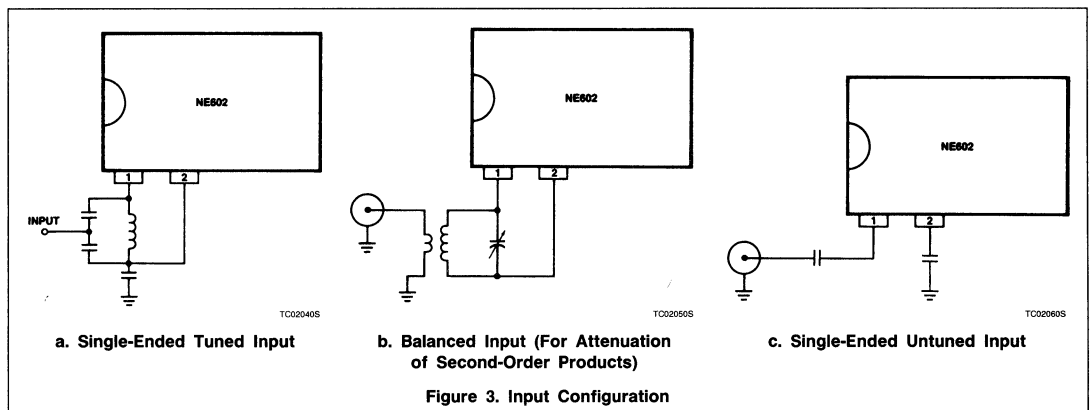 NE602
1
2
INPUT
TC02040S
a. Single-Ended Tuned Input
NE602
1
2
TC02050S
b. Balanced Input (For Attenuation
of Second-Order Products)
NE602
1
2
TC02060S
c. Single-Ended Untuned Input
Figure 3. Input Configuration